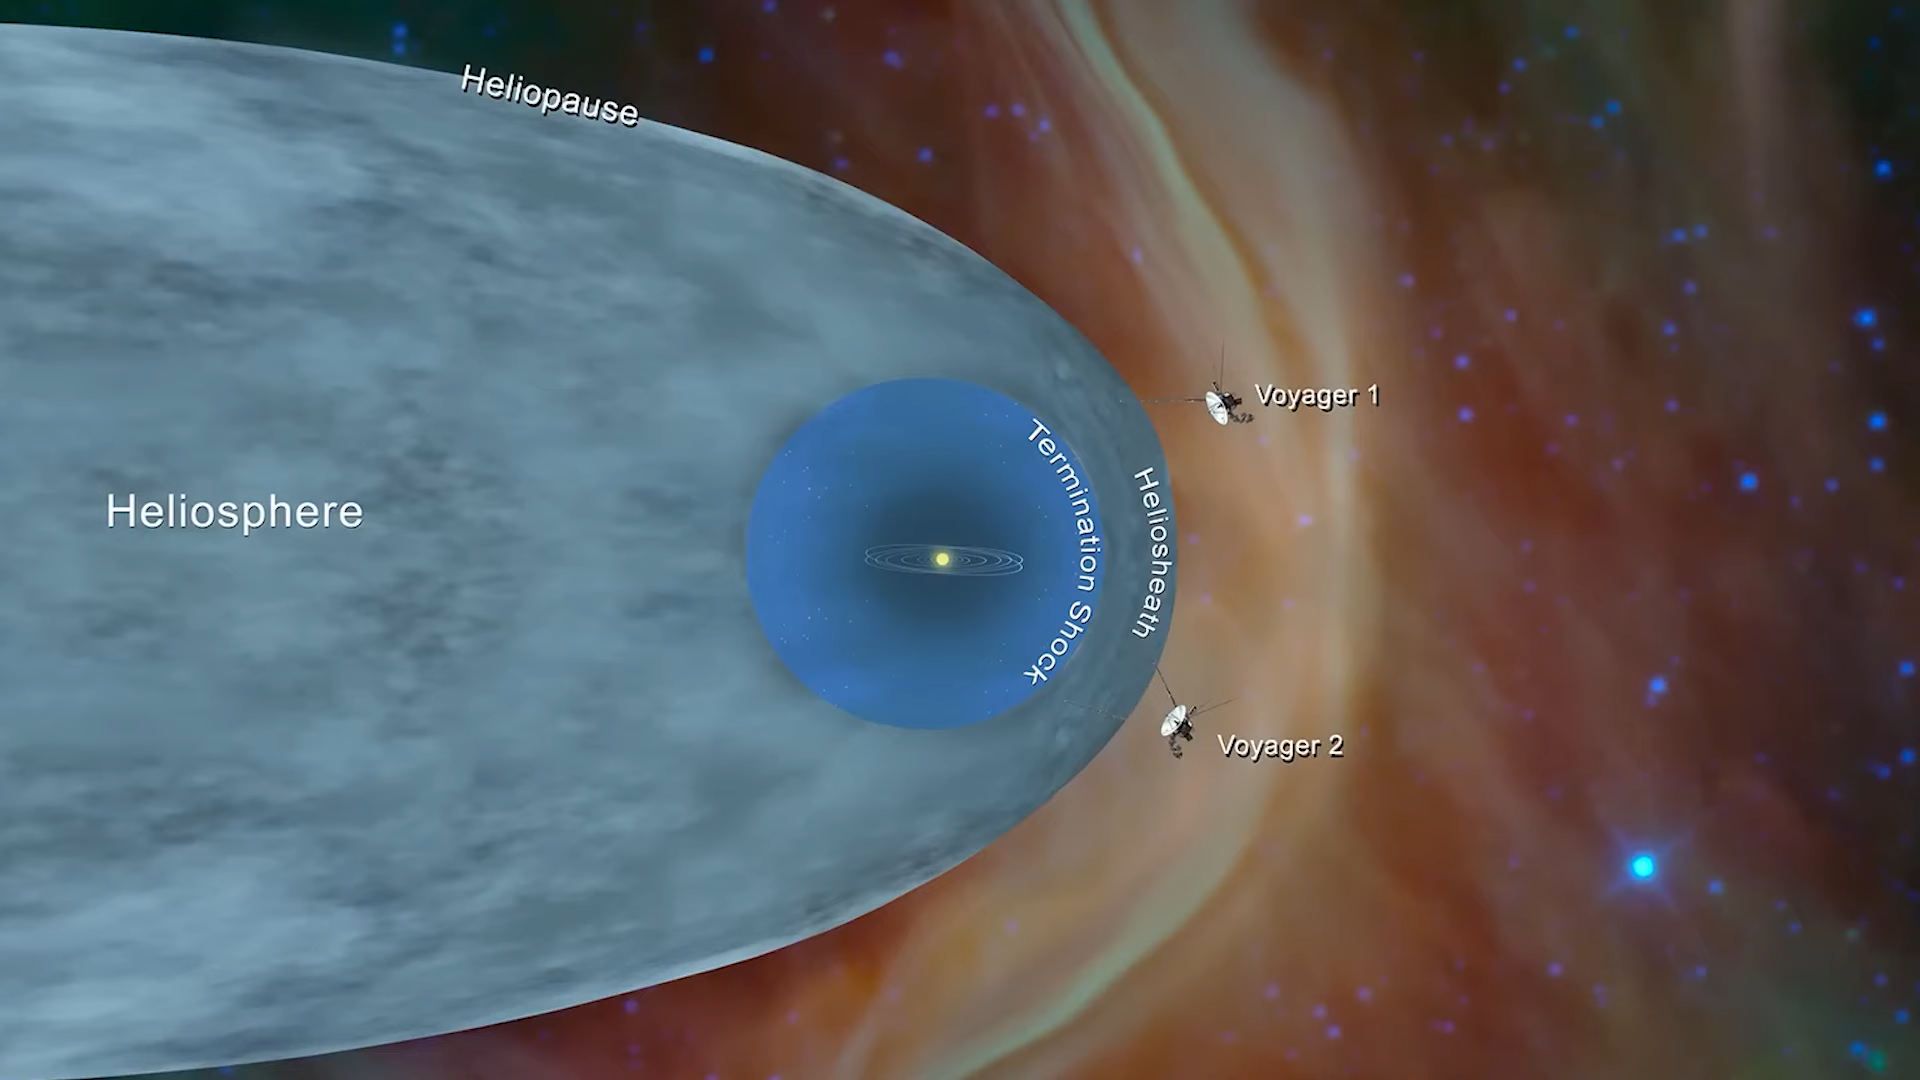 Heliopause
Voyager 1
Termination Shock
Heliosheath
Heliosphere
Voyager 2